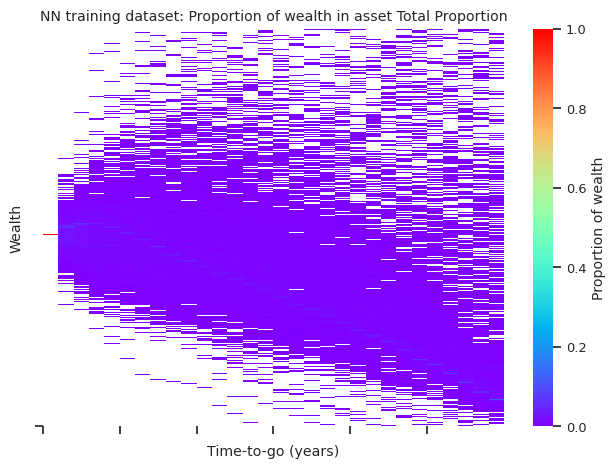 NN training dataset: Proportion of wealth in asset Total Proportion
Wealth
Time-to-go (years)
1.0
0.8
0.6
0.4
0.2
0.0
Proportion of wealth